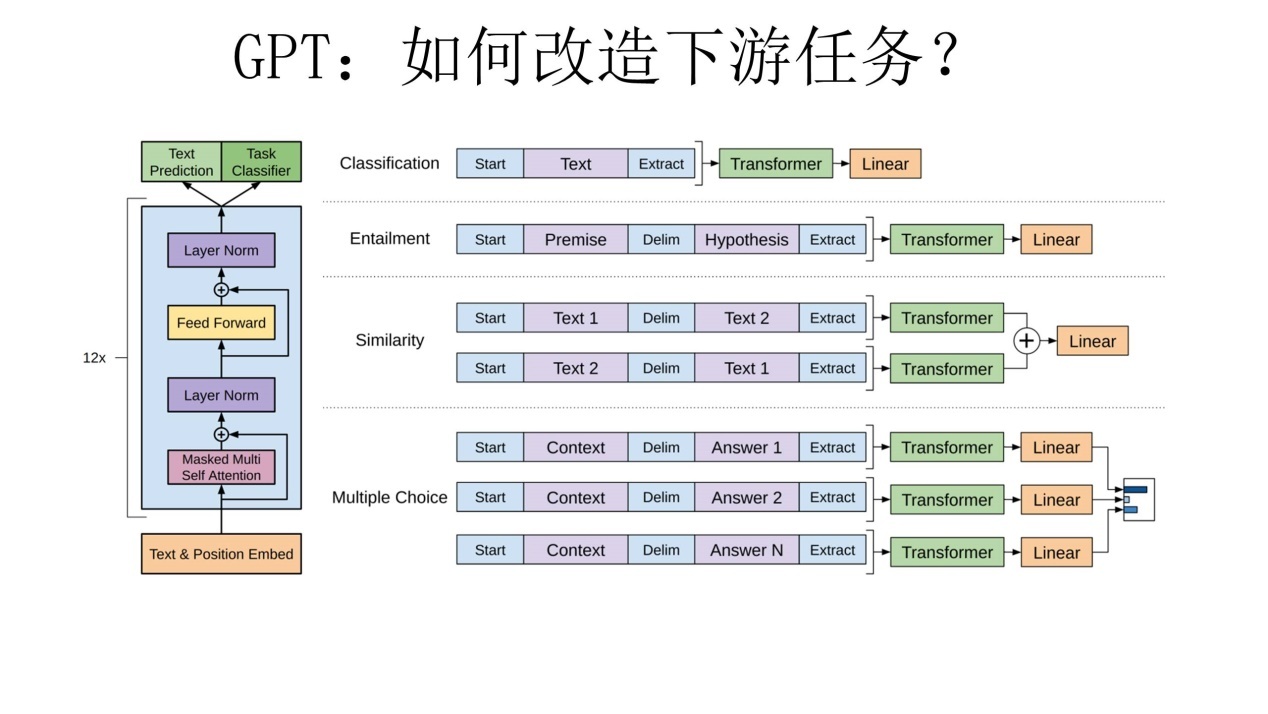 GPT：如何改造下游任务？
Text
Prediction
Task
Classifier
Layer Norm
Feed Forward
12x
Layer Norm
Masked Multi
Self Attention
Text & Position Embed
Classification
Start Text Extract Transformer Linear
Entailment
Start Premise Delim Hypothesis Extract Transformer Linear
Similarity
Start Text 1 Delim Text 2 Extract Transformer
Linear
Start Text 2 Delim Text 1 Extract Transformer
Multiple Choice
Start Context Delim Answer 1 Extract Transformer Linear
Start Context Delim Answer 2 Extract Transformer Linear
Start Context Delim Answer N Extract Transformer Linear